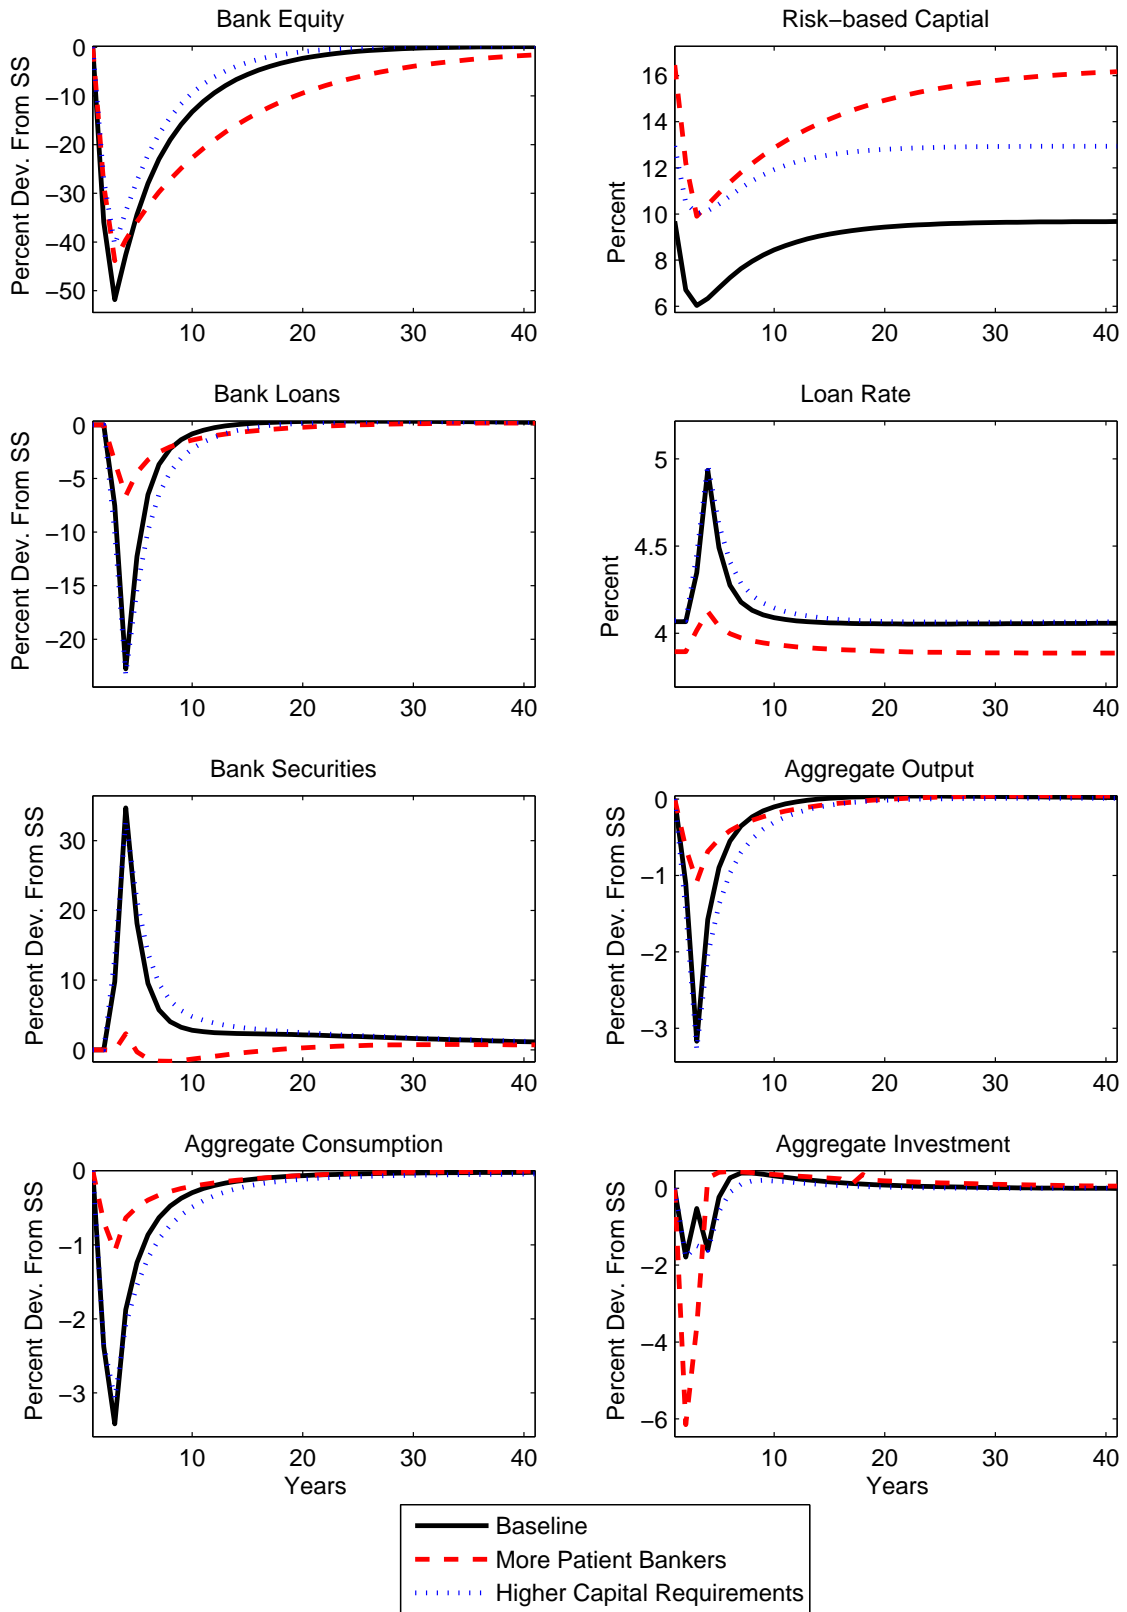 Bank Equity
Percent Dev. From SS
0
−10
−20
−30
−40
−50
10 20 30 40
Risk−based Captial
Percent
16
14
12
10
8
6
10 20 30 40
Bank Loans
Percent Dev. From SS
0
−5
−10
−15
−20
10 20 30 40
Loan Rate
Percent
5
4.5
4
10 20 30 40
Bank Securities
Percent Dev. From SS
30
20
10
0
10 20 30 40
Aggregate Output
Percent Dev. From SS
0
−1
−2
−3
10 20 30 40
Aggregate Consumption
Percent Dev. From SS
0
−1
−2
−3
10 20 30 40
Years
Aggregate Investment
Percent Dev. From SS
0
−2
−4
−6
10 20 30 40
Years
Baseline
More Patient Bankers
Higher Capital Requirements